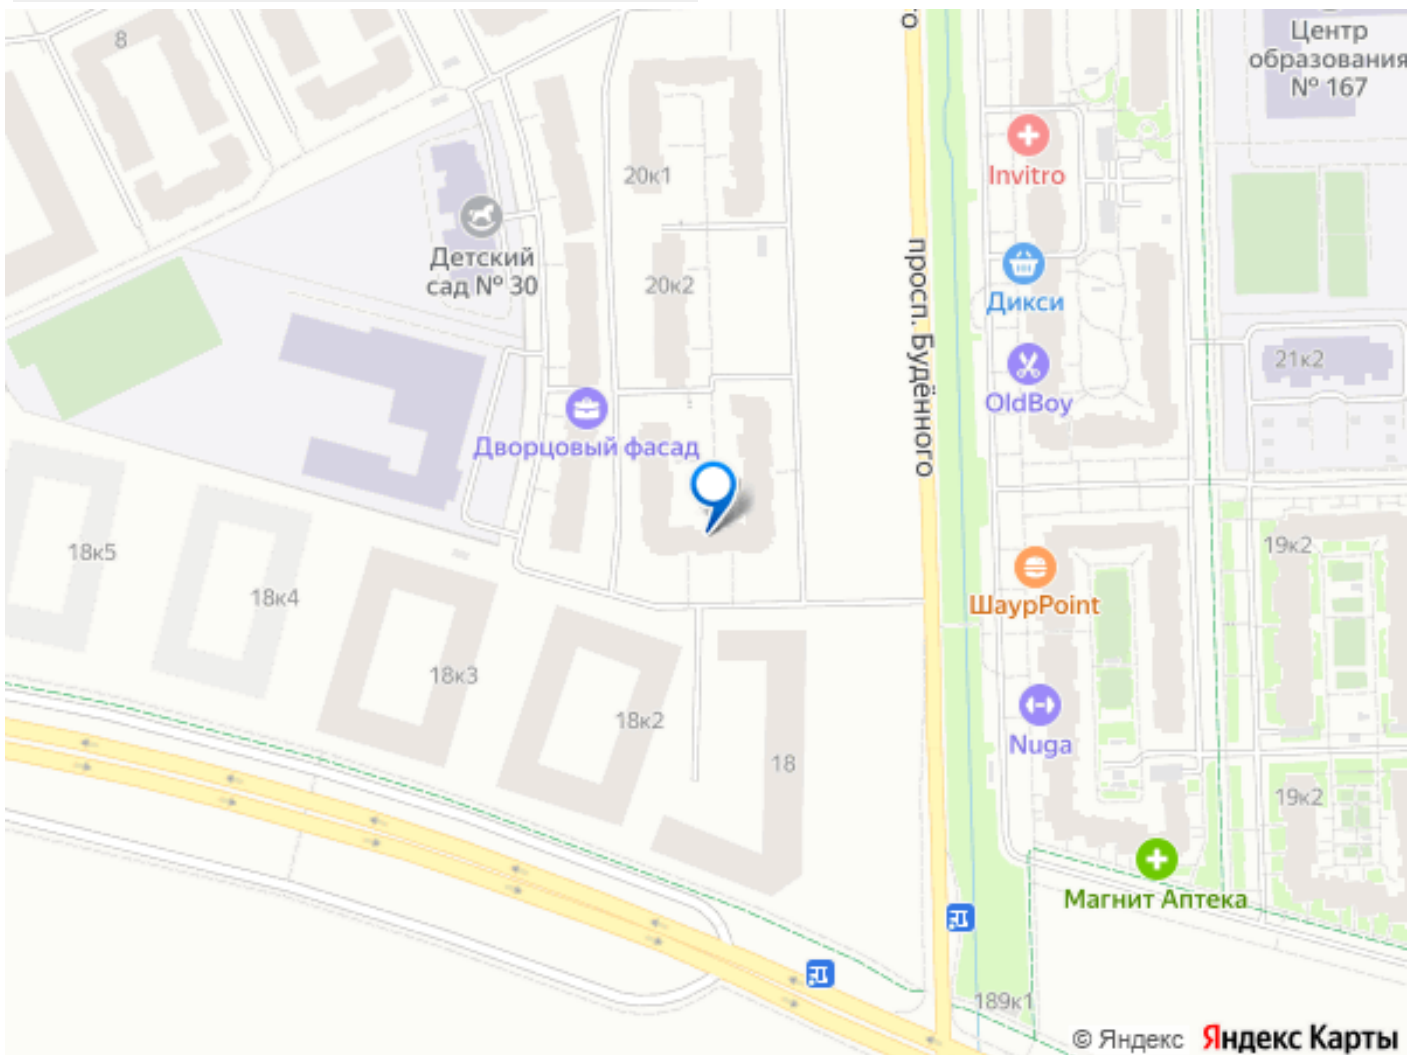 8
го
Центр
образования
№ 167
Invitro
20к1
Детский
сад № 30
20к2
просп. Будённого
Дикси
21к2
OldBoy
Дворцовый фасад
18к5
18к4
19к2
ШаурPoint
18к3
18к2
Nuga
18
19к2
Магнит Аптека
189к1
© Яндекс Яндекс Карты